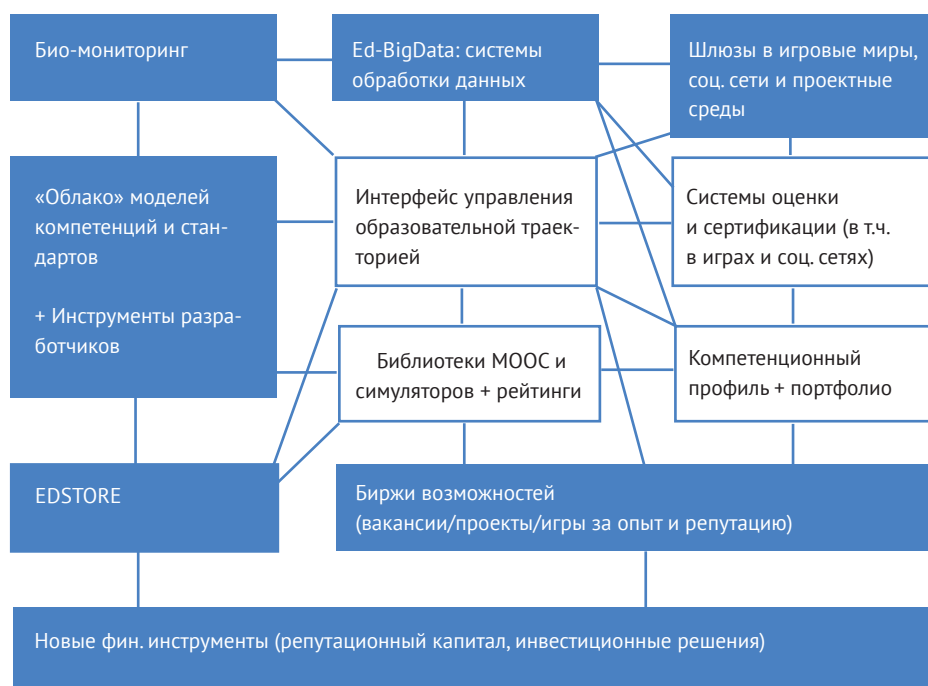 Био-мониторинг
Ed-BigData: системы
обработки данных
Шлюзы в игровые миры,
соц. сети и проектные
среды
«Облако» моделей
компетенций и стан-
дартов
+ Инструменты разра-
ботчиков
Интерфейс управления
образовательной траек-
торией
Системы оценки
и сертификации (в т.ч.
в играх и соц. сетях)
Библиотеки МООС и
симуляторов + рейтинги
Компетенционный
профиль + портфолио
EDSTORE
Биржи возможностей
(вакансии/проекты/игры за опыт и репутацию)
Новые фин. инструменты (репутационный капитал, инвестиционные решения)